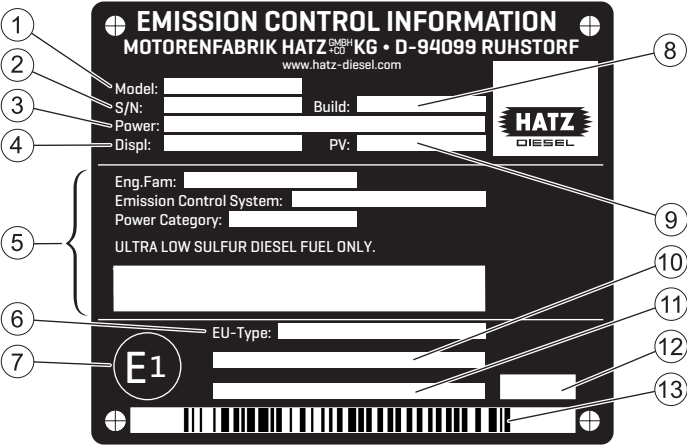 EMISSION CONTROL INFORMATION
MOTORENFABRIK HATZ GMBH +CO KG • D-94099 RUHSTORF
www.hatz-diesel.com
1
2
3
4
5
6
7
Model:
S/N: Build:
Power:
Displ: PV:
HATZ
DIESEL
Eng.Fam:
Emission Control System:
Power Category:
ULTRA LOW SULFUR DIESEL FUEL ONLY.
EU-Type:
E1
8
9
10
11
12
13